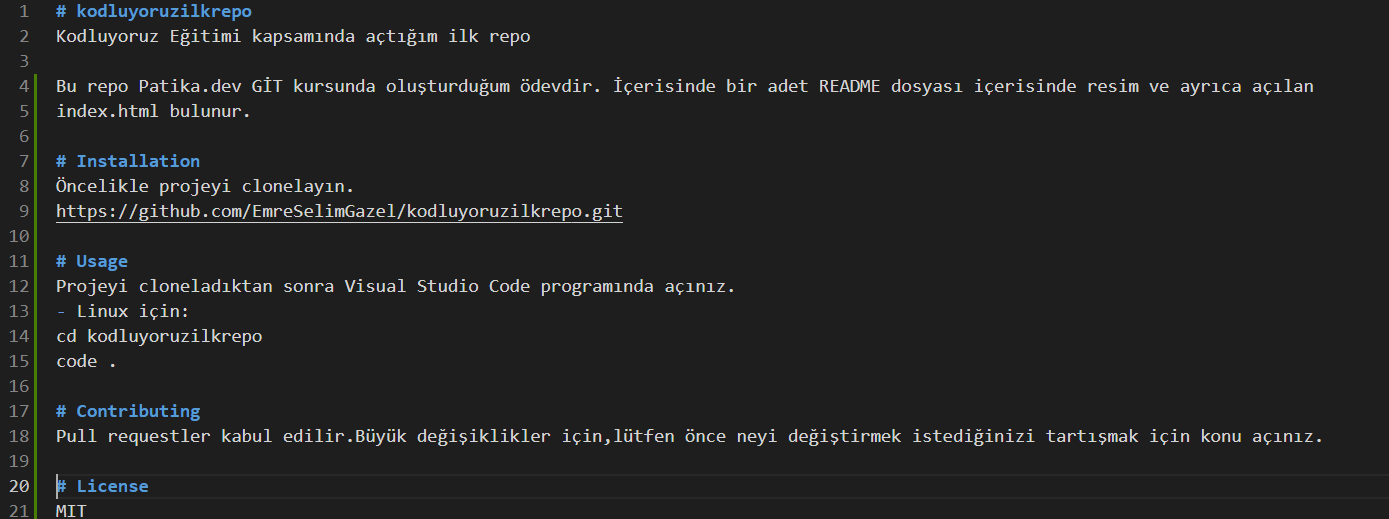 1 # kodluyoruzilkrepo
2 Kodluyoruz Eğitimi kapsamında açtığım ilk repo
3
4 Bu repo Patika.dev GİT kursunda oluşturduğum ödevdir. İçerisinde bir adet README dosyası içerisinde resim ve ayrıca açılan
5 index.html bulunur.
6
7 # Installation
8 Öncelikle projeyi clonelayın.
9 https://github.com/EmreSelimGazel/kodluyoruzilkrepo.git
10
11 # Usage
12 Projeyi cloneladıktan sonra Visual Studio Code programında açınız.
13 - Linux için:
14 cd kodluyoruzilkrepo
15 code .
16
17 # Contributing
18 Pull requestler kabul edilir.Büyük değişiklikler için,lütfen önce neyi değiştirmek istediğinizi tartışmak için konu açınız.
19
20 # License
21 MIT